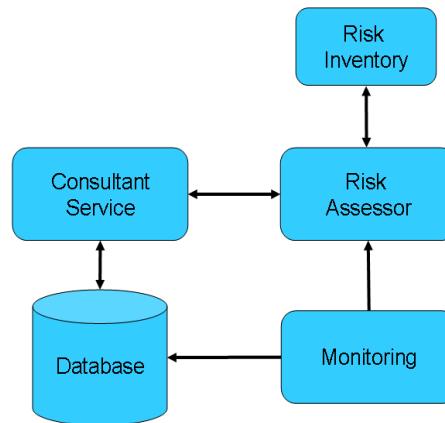 Risk
Inventory
Consultant
Service
Risk
Assessor
Database
Monitoring